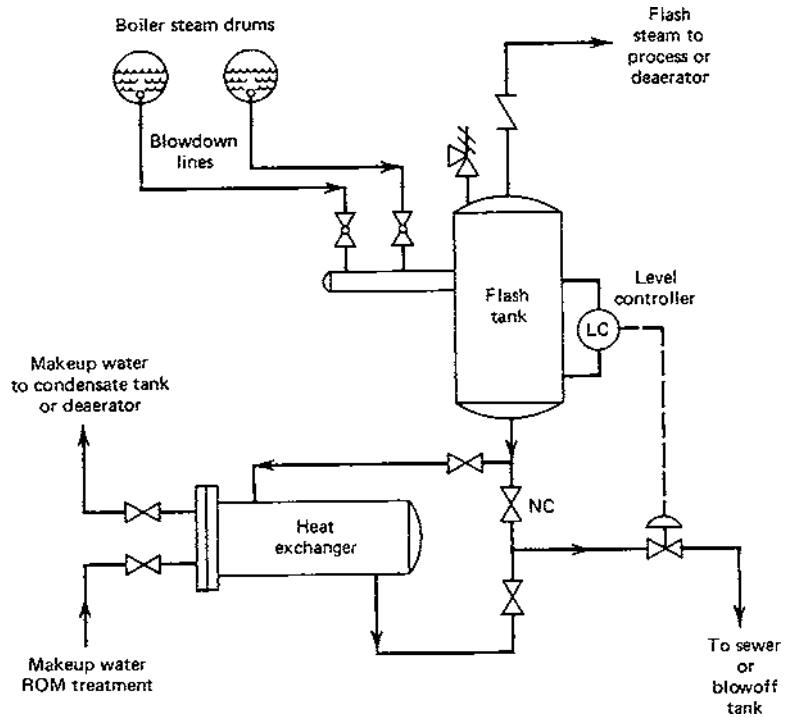 Boiler steam drums
Flash
steam to
process or
deaerator
Blowdown
lines
Flash
tank
Level
controller
LC
Makeup water
to condensate tank
or deaerator
NC
Heat
exchanger
Makeup water
ROM treatment
To sewer
or
blowoff
tank